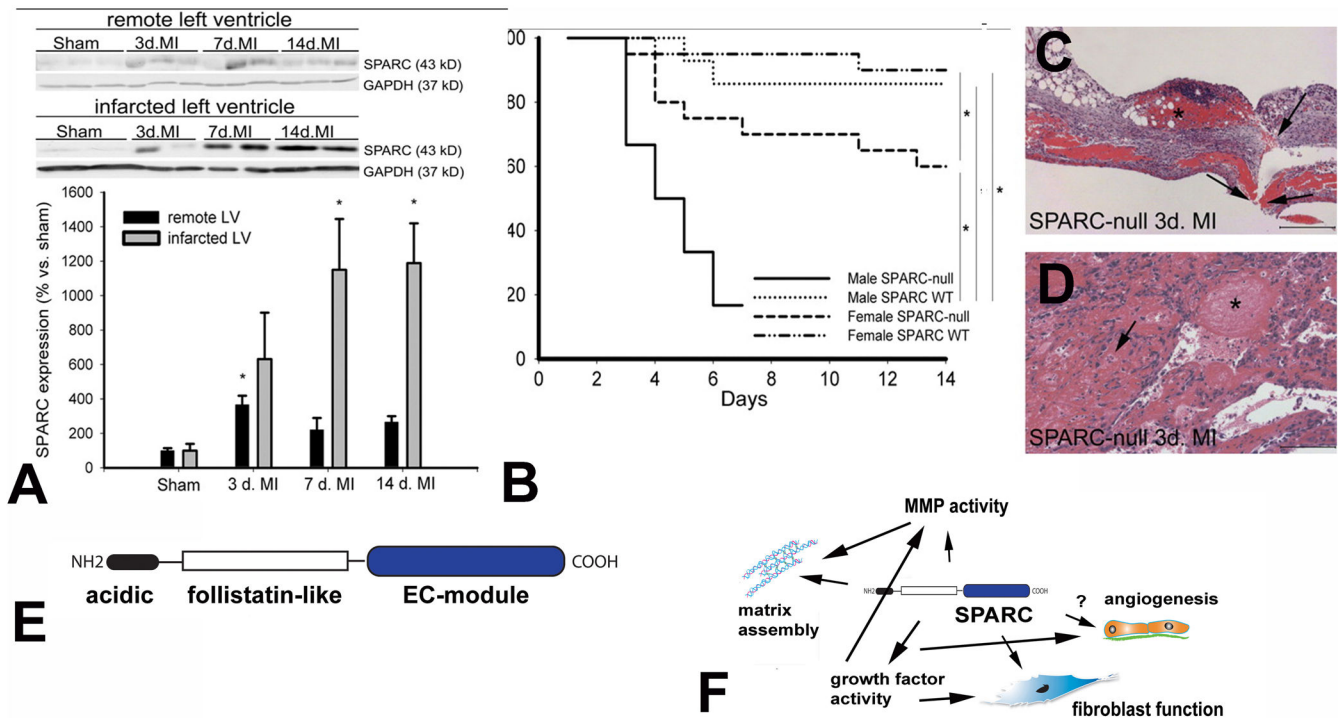 remote left ventricle
Sham 3d.MI 7d.MI 14d.MI
SPARC (43 kD)
GAPDH (37 kD)
infarcted left ventricle
Sham 3d.MI 7d.MI 14d.MI
SPARC (43 kD)
GAPDH (37 kD)
SPARC expression (% vs. sham)
1600
1400
1200
1000
800
600
400
200
0
remote LV
infarcted LV
* * *
Sham 3 d. MI 7 d. MI 14 d. MI
A
B
00
80
60
40
20
0
0 2 4 6 8 10 12 14
Days
Male SPARC-null
Male SPARC WT
Female SPARC-null
Female SPARC WT
*
*
*
C
*
SPARC-null 3d. MI
D
*
SPARC-null 3d. MI
E
NH2 COOH
acidic follistatin-like EC-module
F
MMP activity
matrix
assembly
NH2 COOH
SPARC
? angiogenesis
growth factor
activity
fibroblast function